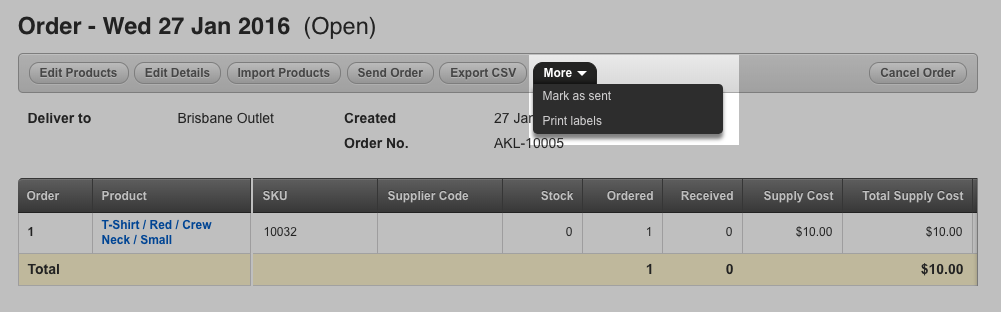 Order - Wed 27 Jan 2016 (Open)
Edit Products Edit Details Import Products Send Order Export CSV More Cancel Order
Mark as sent
Print labels
Deliver to Brisbane Outlet Created 27 Jan
Order No. AKL-10005
Order Product SKU Supplier Code Stock Ordered Received Supply Cost Total Supply Cost
1 T-Shirt / Red / Crew 10032 0 1 0 $10.00 $10.00
Neck / Small
Total 1 0 $10.00